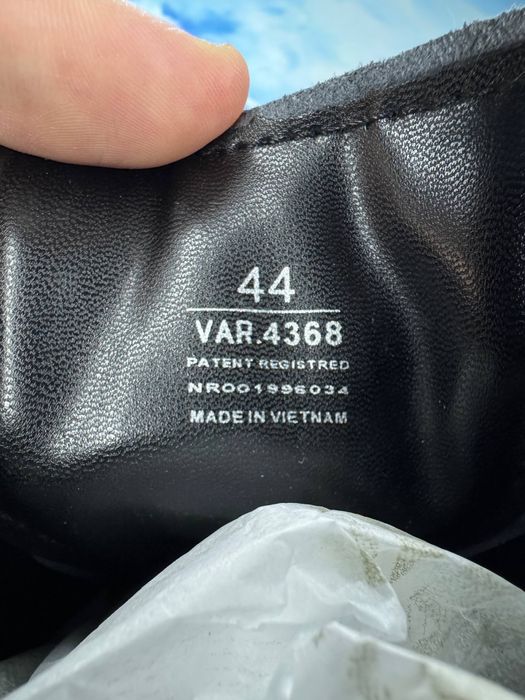 44
VAR.4368
PATENT REGISTRED
NR001996034
MADE IN VIETNAM